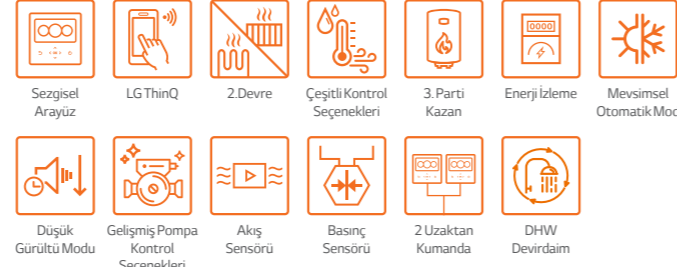 Sezgisel
Arayüz
LG ThinQ
2.Devre
Çeşitli Kontrol
Seçenekleri
3. Parti
Kazan
Enerji İzleme
Mevsimsel
Otomatik Mod
Düşük
Gürültü Modu
Gelişmiş Pompa
Kontrol
Seçenekleri
Akış
Sensörü
Basınç
Sensörü
2 Uzaktan
Kumanda
DHW
Devirdaim